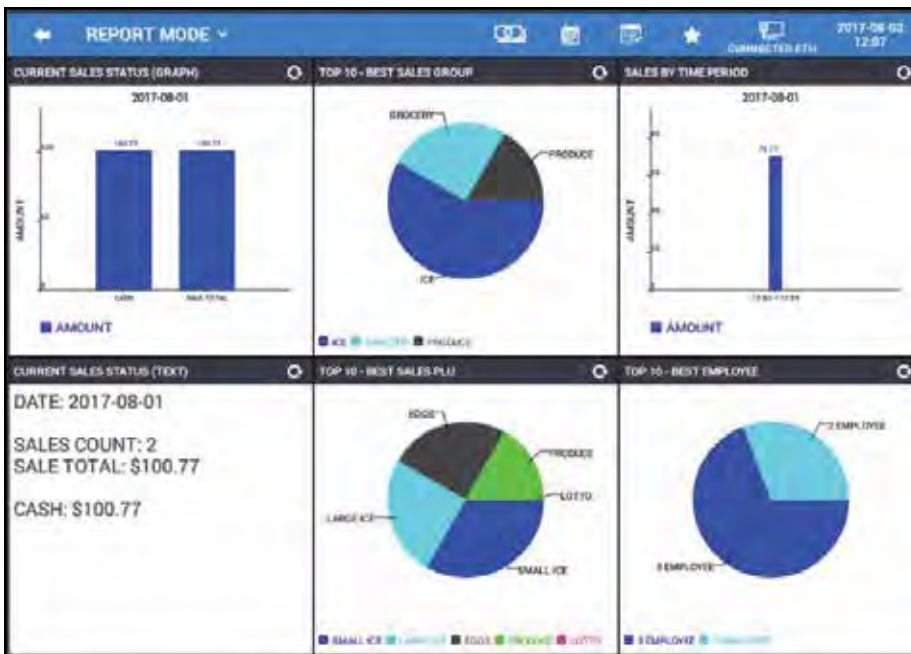 REPORT MODE
CONNECTED ETH
2017-08-02
12:07
CURRENT SALES STATUS (GRAPH)
TOP 10 - BEST SALES GROUP
SALES BY TIME PERIOD
2017-08-01
AMOUNT
CASH
AMOUNT
GROCERY
PRODUCE
ICE
ICE
PRODUCE
2017-08-01
AMOUNT
AMOUNT
CURRENT SALES STATUS (TEXT)
TOP 10 - BEST SALES PLU
TOP 10 - BEST EMPLOYEE
DATE: 2017-08-01
SALES COUNT: 2
SALE TOTAL: $100.77
CASH: $100.77
EGGS
PRODUCE
LOTTO
LARGE ICE
SMALL ICE
SMALL ICE
EGGS
PRODUCE
LOTTO
2 EMPLOYEE
3 EMPLOYEE
3 EMPLOYEE